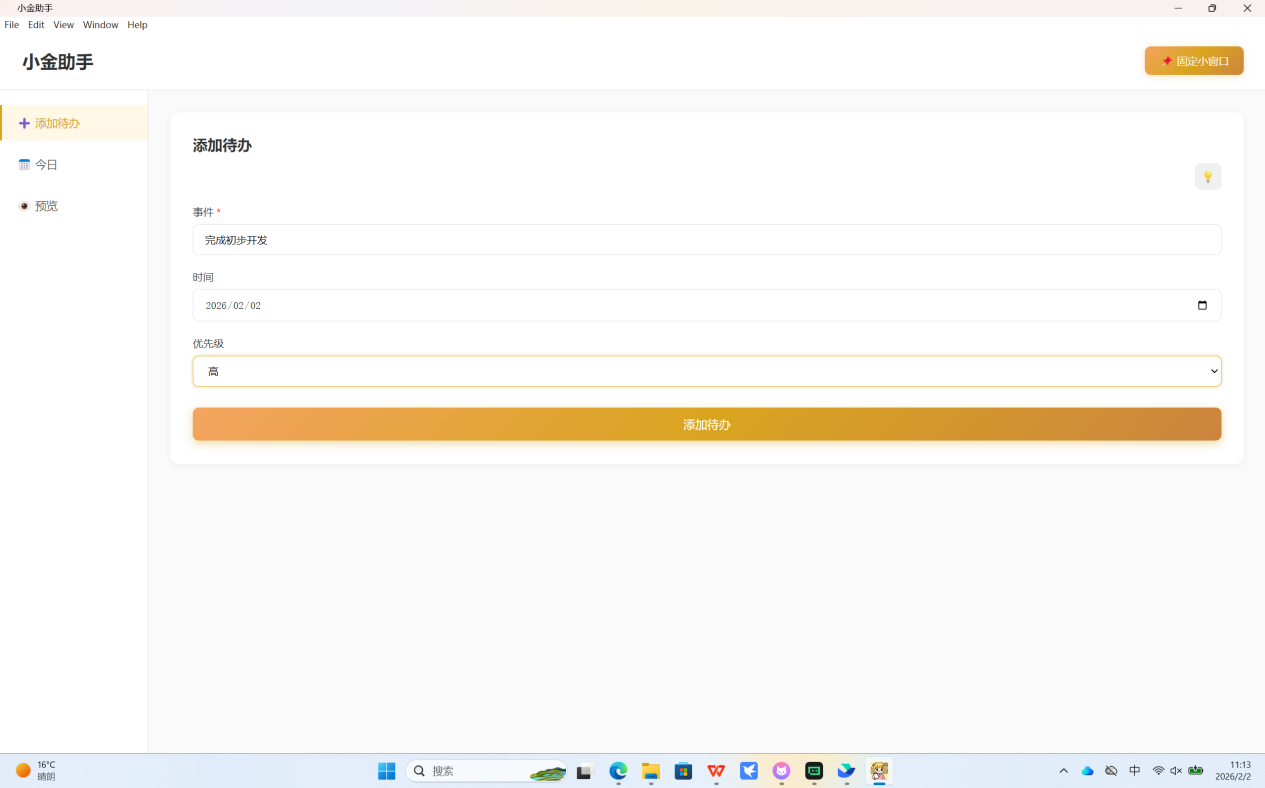 小金助手
File Edit View Window Help
小金助手
固定小窗口
添加待办
今日
预览
添加待办
事件 *
完成初步开发
时间
2026/02/02
优先级
高
添加待办
16°C
晴朗
搜索
中
11:13
2026/2/2